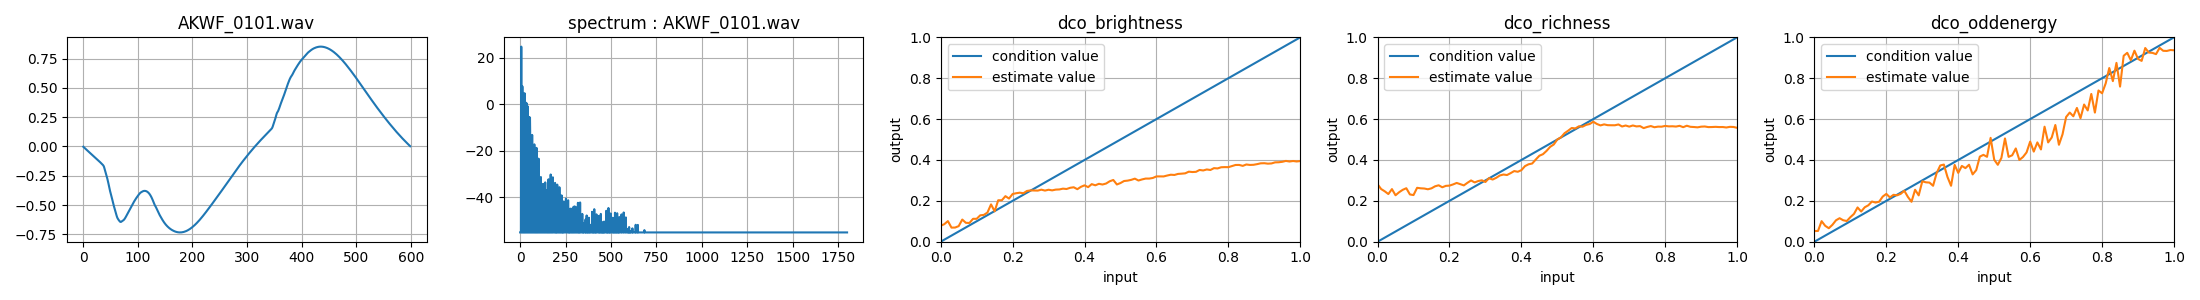 AKWF_0101.wav
0.75
0.50
0.25
0.00
−0.25
−0.50
−0.75
0 100 200 300 400 500 600
spectrum : AKWF_0101.wav
20
0
−20
−40
0 250 500 750 1000 1250 1500 1750
dco_brightness
condition value
estimate value
output
1.0
0.8
0.6
0.4
0.2
0.0
0.0 0.2 0.4 0.6 0.8 1.0
input
dco_richness
condition value
estimate value
output
1.0
0.8
0.6
0.4
0.2
0.0
0.0 0.2 0.4 0.6 0.8 1.0
input
dco_oddenergy
condition value
estimate value
output
1.0
0.8
0.6
0.4
0.2
0.0
0.0 0.2 0.4 0.6 0.8 1.0
input